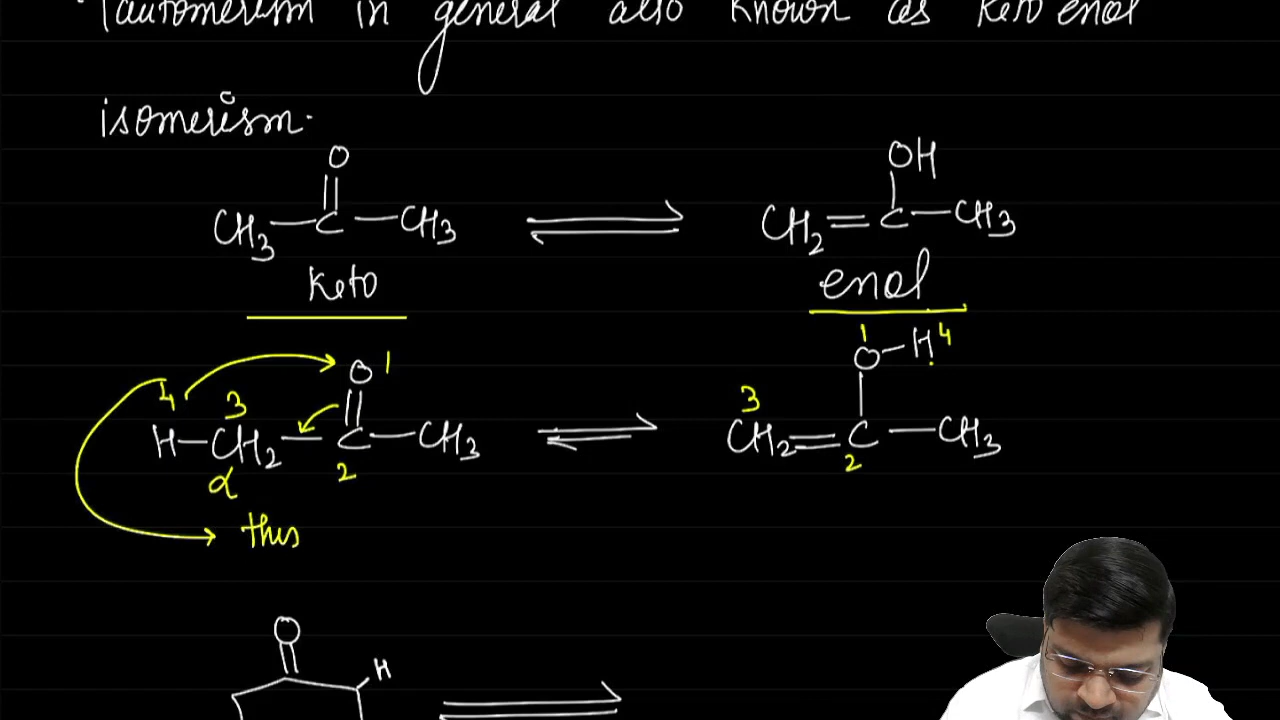 Tautomerism in general also known as Keto enol
isomerism.
O OH
CH3—C—CH3 ⇌ CH2=C—CH3
Keto enol
O 1 1 O—H 4
4 3 3
H—CH2—C—CH3 ⇌ CH2=C—CH3
α 2 2
this
O
H